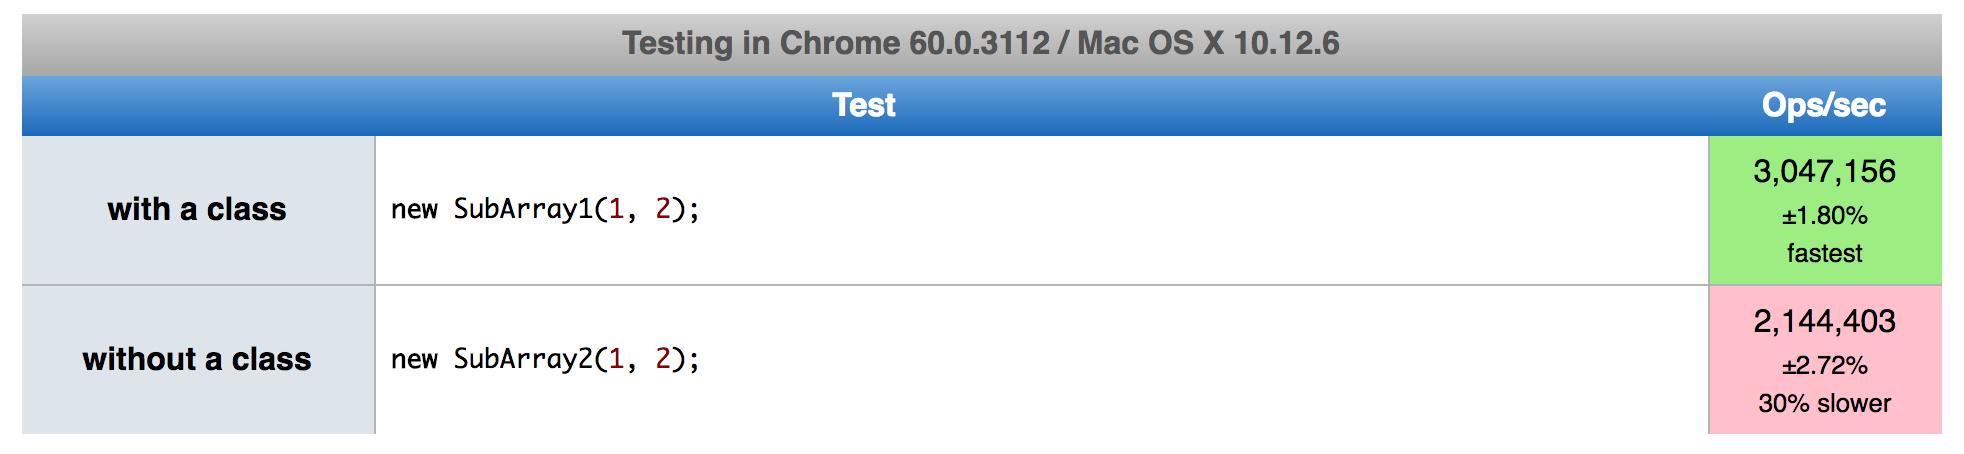 Testing in Chrome 60.0.3112 / Mac OS X 10.12.6
Test Ops/sec
with a class new SubArray1(1, 2); 3,047,156
±1.80%
fastest
without a class new SubArray2(1, 2); 2,144,403
±2.72%
30% slower